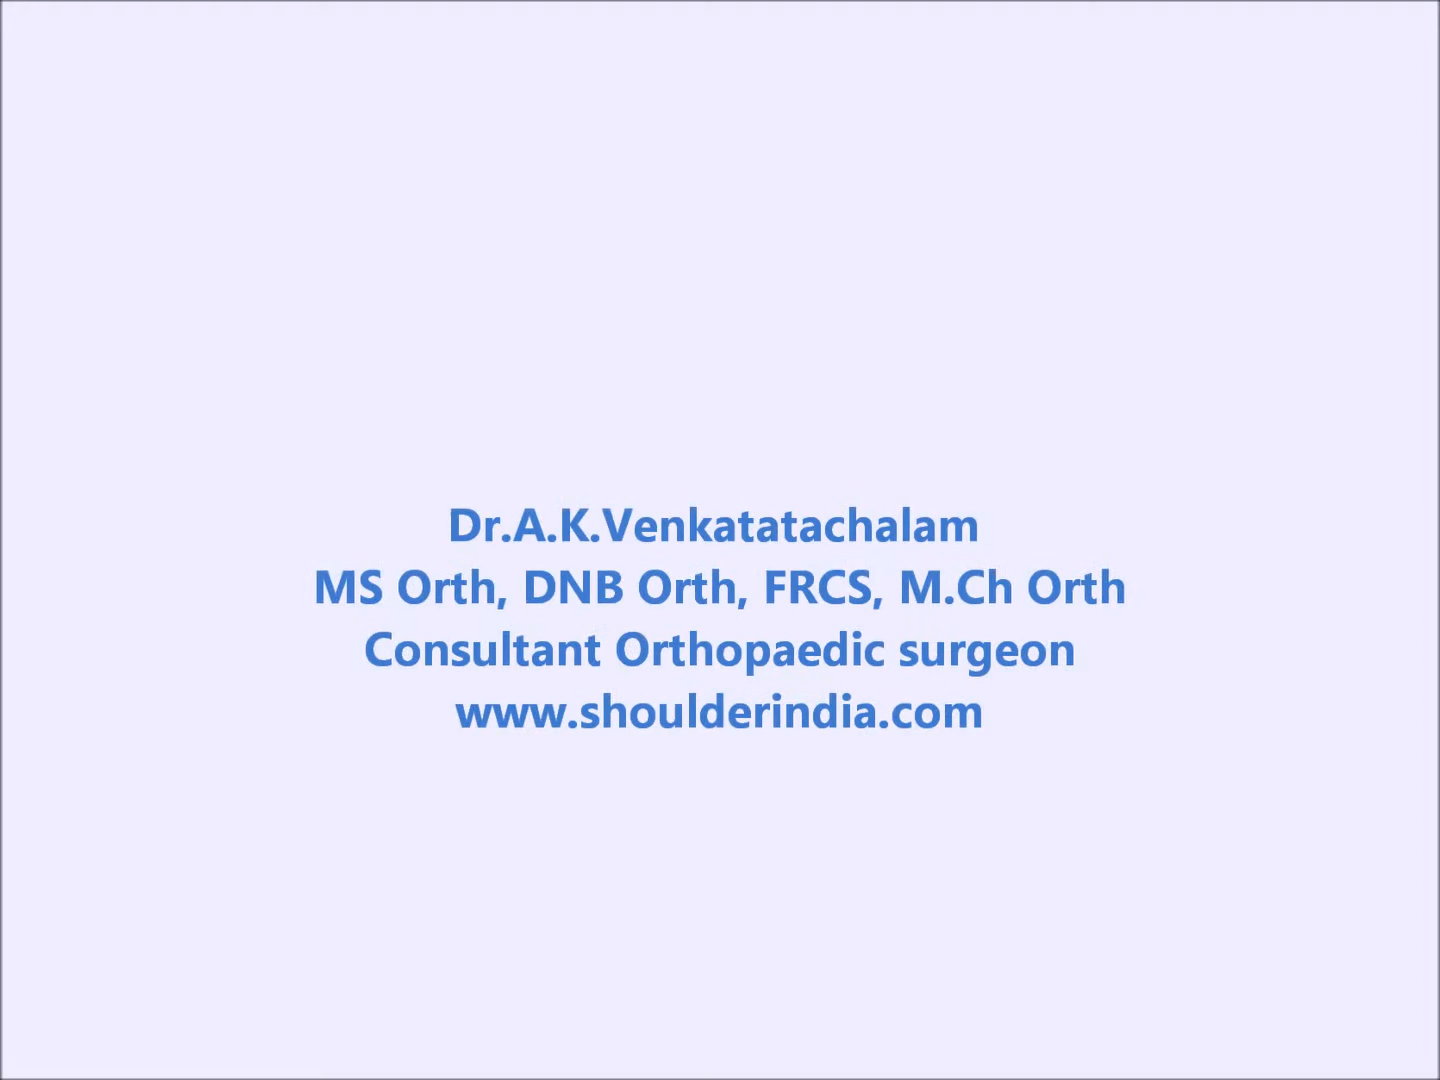 Dr.A.K.Venkatatachalam
MS Orth, DNB Orth, FRCS, M.Ch Orth
Consultant Orthopaedic surgeon
www.shoulderindia.com